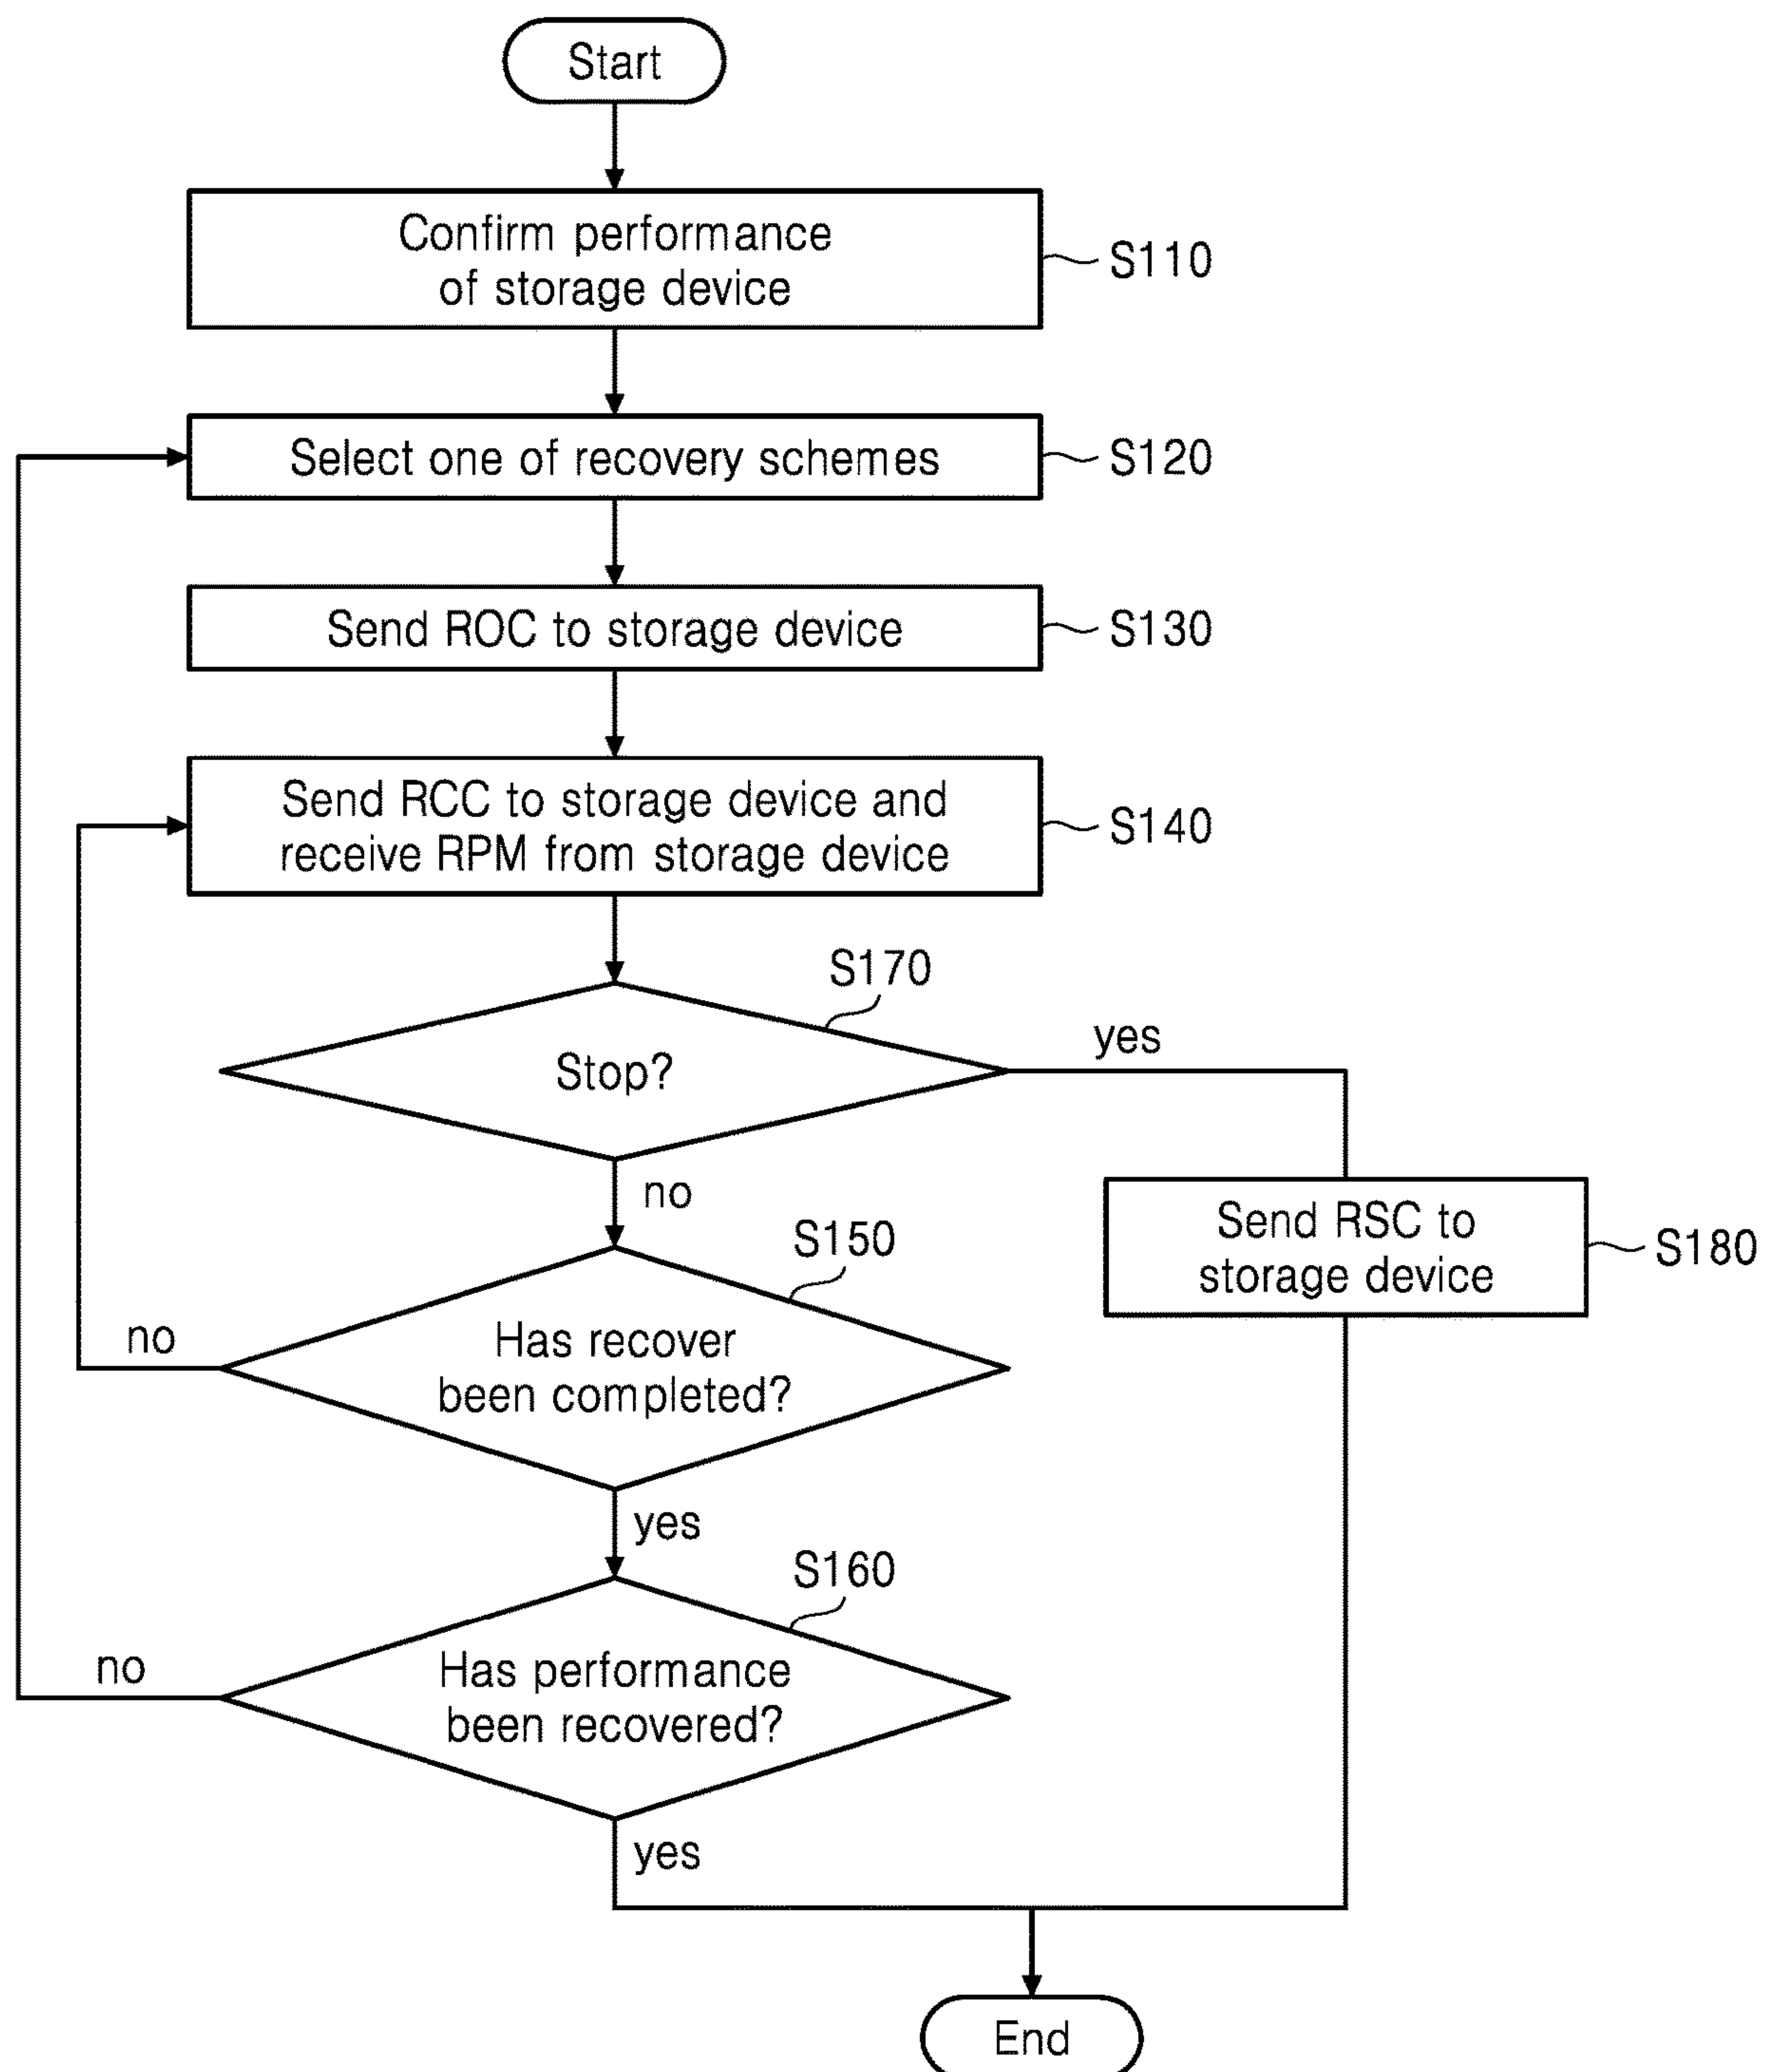 Start
Confirm performance
of storage device
S110
Select one of recovery schemes
S120
Send ROC to storage device
S130
Send RCC to storage device and
receive RPM from storage device
S140
S170
Stop?
yes
no
Send RSC to
storage device
S180
S150
Has recover
been completed?
no
yes
S160
Has performance
been recovered?
no
yes
End